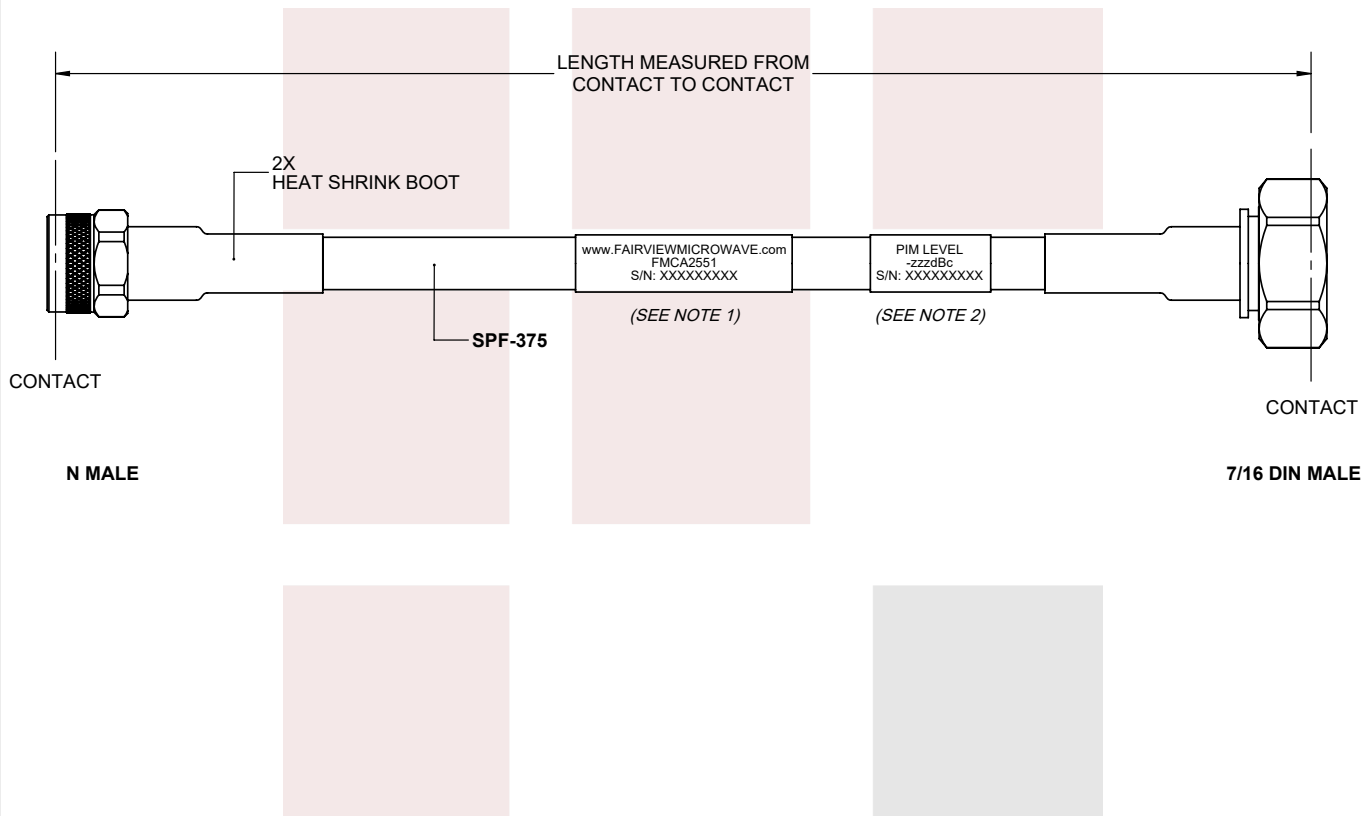 LENGTH MEASURED FROM
CONTACT TO CONTACT
2X
HEAT SHRINK BOOT
www.FAIRVIEWMICROWAVE.com
FMCA2551
S/N: XXXXXXXXX
PIM LEVEL
-zzzdBc
S/N: XXXXXXXXX
(SEE NOTE 1)
(SEE NOTE 2)
SPF-375
CONTACT
CONTACT
N MALE
7/16 DIN MALE